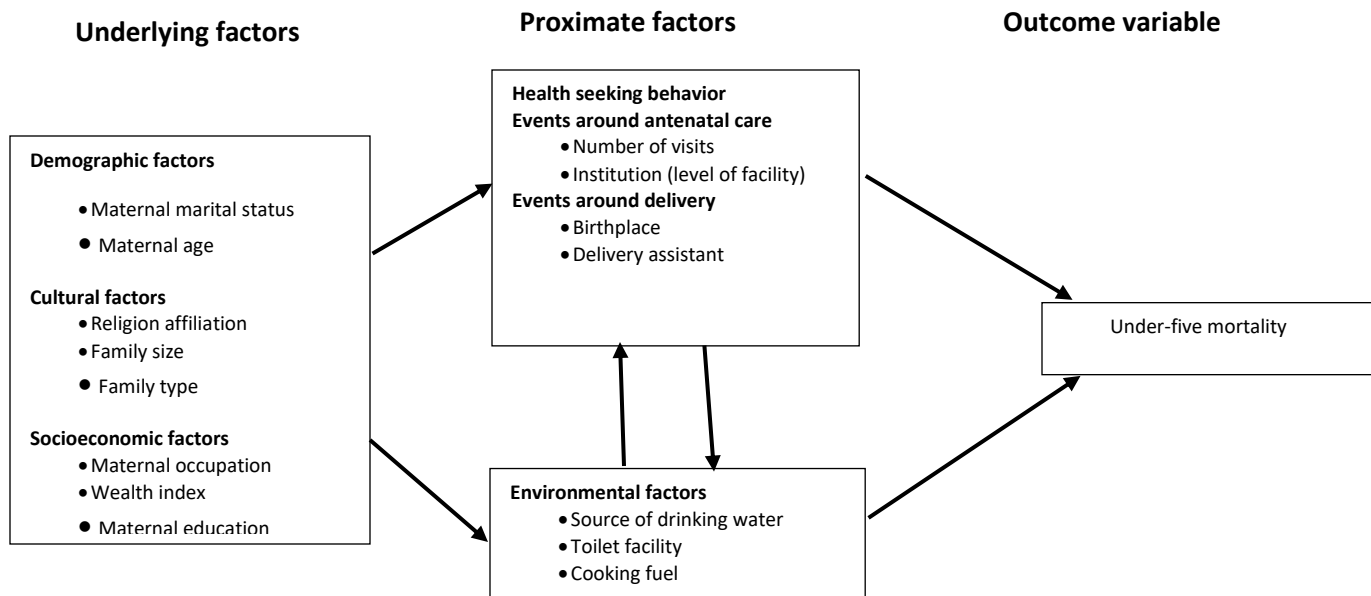 Underlying factors
Proximate factors
Outcome variable
Demographic factors
• Maternal marital status
• Maternal age
Cultural factors
• Religion affiliation
• Family size
• Family type
Socioeconomic factors
• Maternal occupation
• Wealth index
• Maternal education
Health seeking behavior
Events around antenatal care
• Number of visits
• Institution (level of facility)
Events around delivery
• Birthplace
• Delivery assistant
Environmental factors
• Source of drinking water
• Toilet facility
• Cooking fuel
Under-five mortality